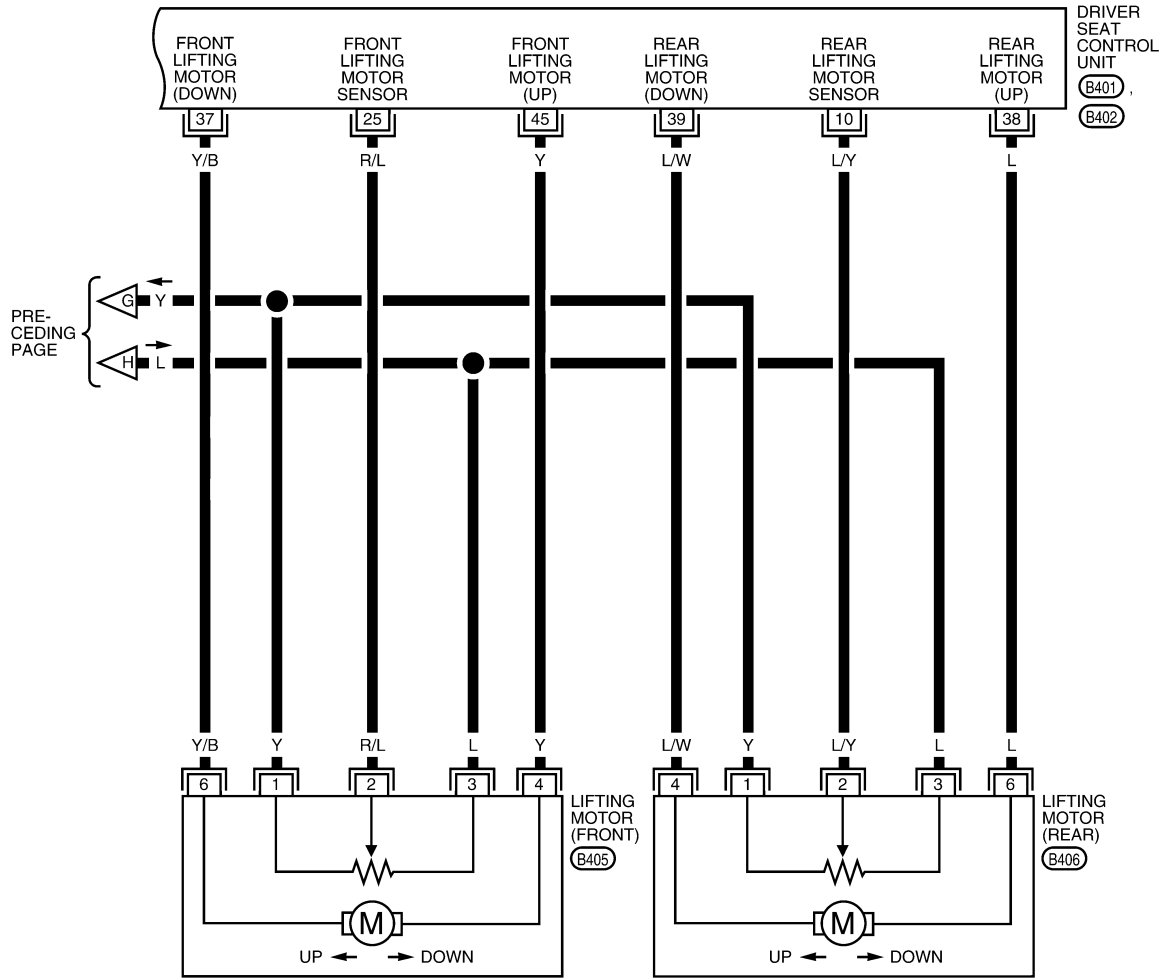 DRIVER
SEAT
CONTROL
UNIT
B401 ,
B402
FRONT
LIFTING
MOTOR
(DOWN)
FRONT
LIFTING
MOTOR
SENSOR
FRONT
LIFTING
MOTOR
(UP)
REAR
LIFTING
MOTOR
(DOWN)
REAR
LIFTING
MOTOR
SENSOR
REAR
LIFTING
MOTOR
(UP)
37 25 45 39 10 38
Y/B R/L Y L/W L/Y L
PRE-
CEDING
PAGE
G Y
H L
Y/B Y R/L L Y L/W Y L/Y L L
6 1 2 3 4 4 1 2 3 6
LIFTING
MOTOR
(FRONT)
B405
LIFTING
MOTOR
(REAR)
B406
M M
UP DOWN UP DOWN